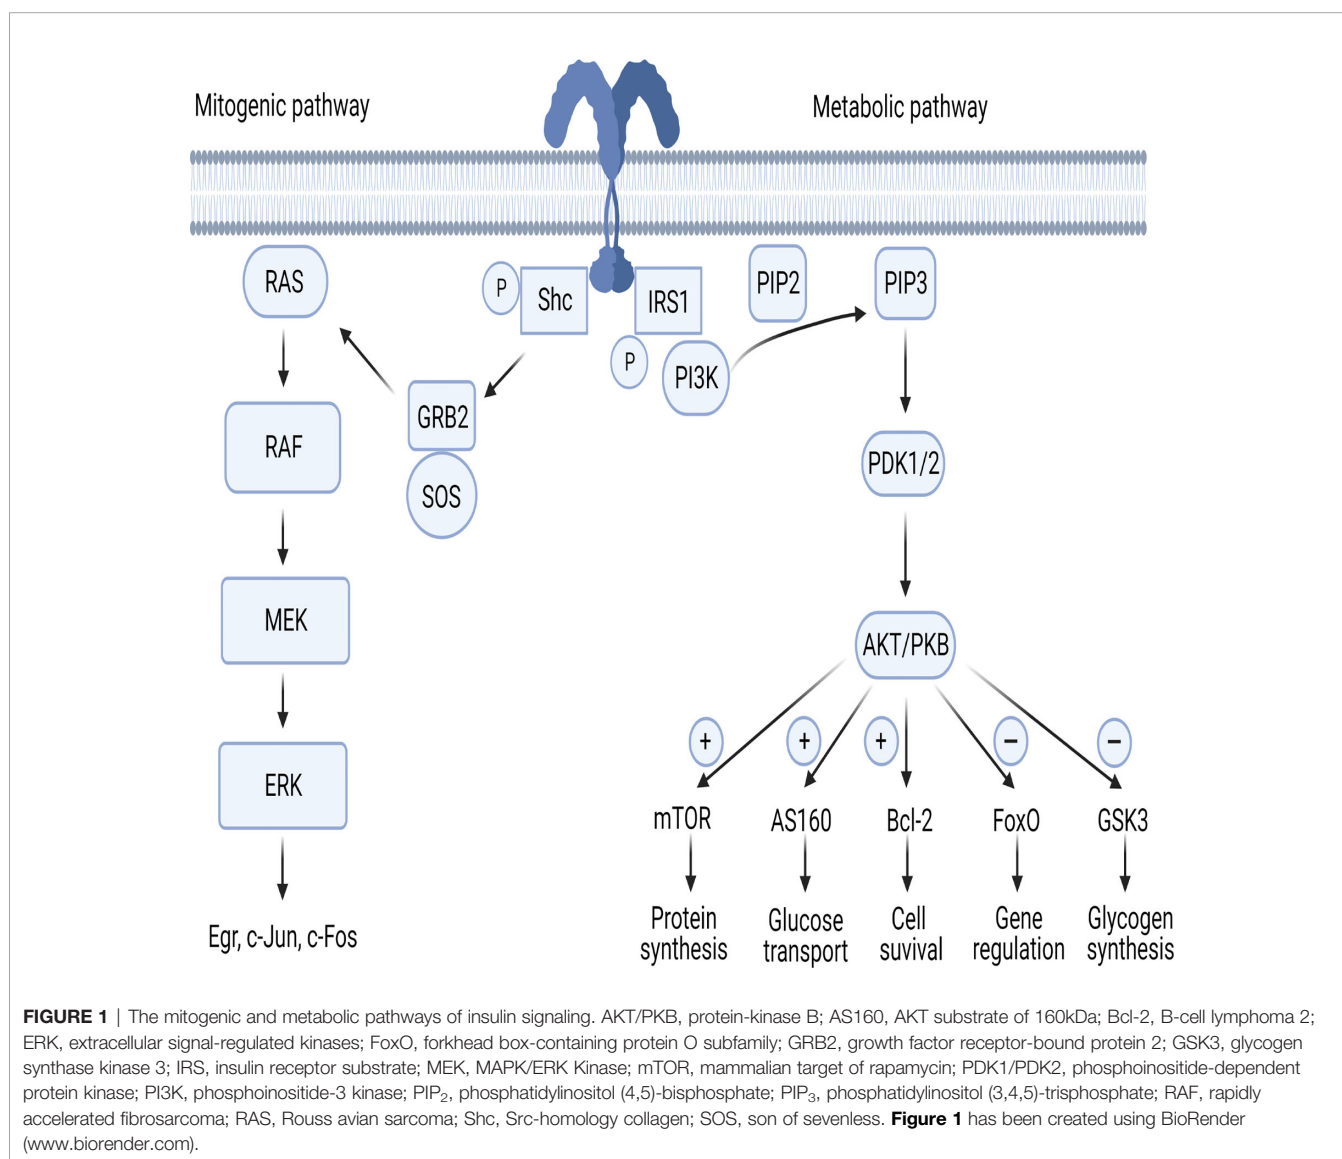 Mitogenic pathway
Metabolic pathway
RAS
P
Shc
IRS1
PIP2
PIP3
P
PI3K
GRB2
RAF
PDK1/2
SOS
MEK
AKT/PKB
+
+
+
−
−
ERK
mTOR
AS160
Bcl-2
FoxO
GSK3
Protein
synthesis
Glucose
transport
Cell
suvival
Gene
regulation
Glycogen
synthesis
Egr, c-Jun, c-Fos
FIGURE 1 | The mitogenic and metabolic pathways of insulin signaling. AKT/PKB, protein-kinase B; AS160, AKT substrate of 160kDa; Bcl-2, B-cell lymphoma 2;
ERK, extracellular signal-regulated kinases; FoxO, forkhead box-containing protein O subfamily; GRB2, growth factor receptor-bound protein 2; GSK3, glycogen
synthase kinase 3; IRS, insulin receptor substrate; MEK, MAPK/ERK Kinase; mTOR, mammalian target of rapamycin; PDK1/PDK2, phosphoinositide-dependent
protein kinase; PI3K, phosphoinositide-3 kinase; PIP₂, phosphatidylinositol (4,5)-bisphosphate; PIP₃, phosphatidylinositol (3,4,5)-trisphosphate; RAF, rapidly
accelerated fibrosarcoma; RAS, Rouss avian sarcoma; Shc, Src-homology collagen; SOS, son of sevenless. Figure 1 has been created using BioRender
(www.biorender.com).